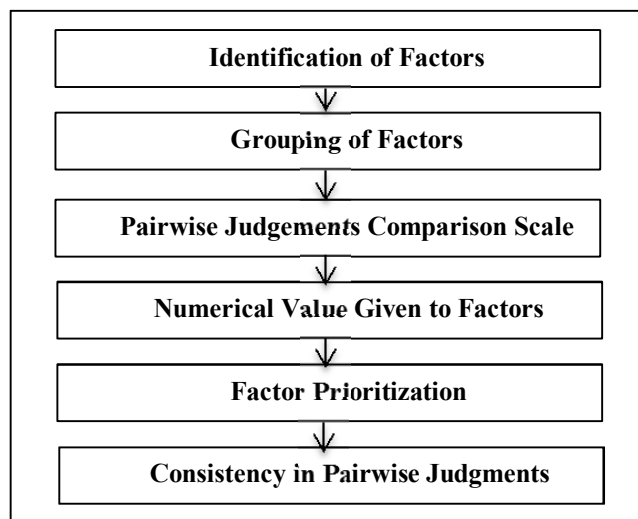 Identification of Factors
Grouping of Factors
Pairwise Judgements Comparison Scale
Numerical Value Given to Factors
Factor Prioritization
Consistency in Pairwise Judgments